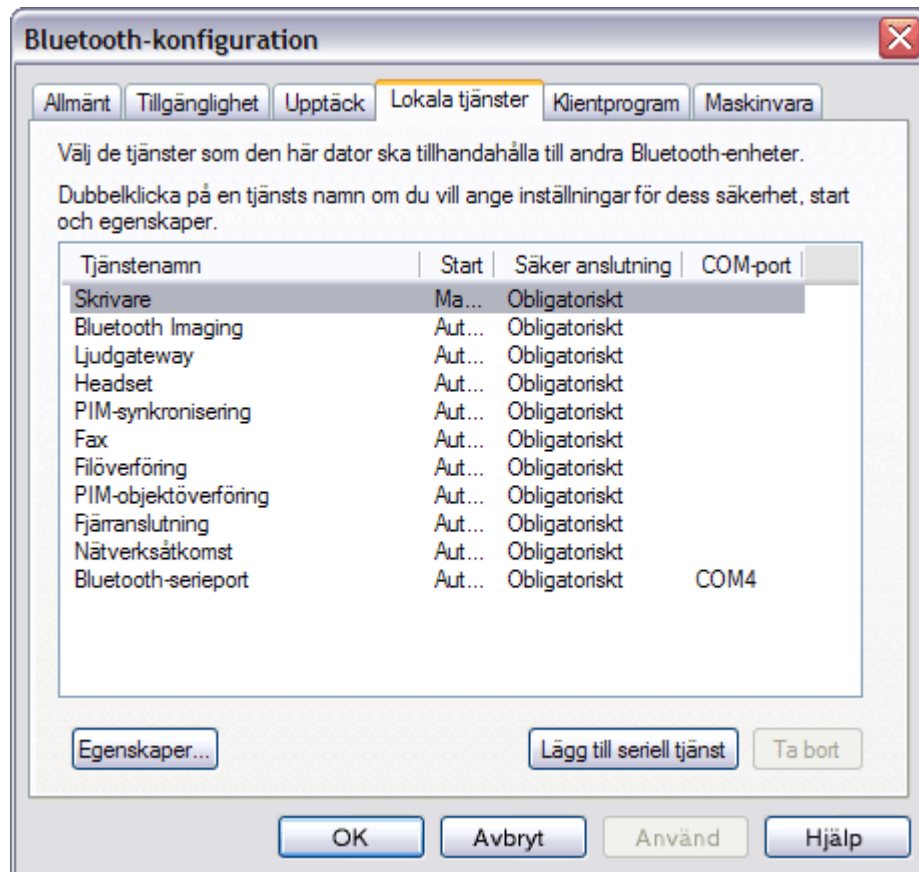 Bluetooth-konfiguration
Allmänt Tillgänglighet Upptäck Lokala tjänster Klientprogram Maskinvara
Välj de tjänster som den här dator ska tillhandahålla till andra Bluetooth-enheter.
Dubbelklicka på en tjänsts namn om du vill ange inställningar för dess säkerhet, start
och egenskaper.
Tjänstenamn Start Säker anslutning COM-port
Skrivare Ma... Obligatoriskt
Bluetooth Imaging Aut... Obligatoriskt
Ljudgateway Aut... Obligatoriskt
Headset Aut... Obligatoriskt
PIM-synkronisering Aut... Obligatoriskt
Fax Aut... Obligatoriskt
Filöverföring Aut... Obligatoriskt
PIM-objektöverföring Aut... Obligatoriskt
Fjärranslutning Aut... Obligatoriskt
Nätverksåtkomst Aut... Obligatoriskt
Bluetooth-serieport Aut... Obligatoriskt COM4
Egenskaper... Lägg till seriell tjänst Ta bort
OK Avbryt Använd Hjälp